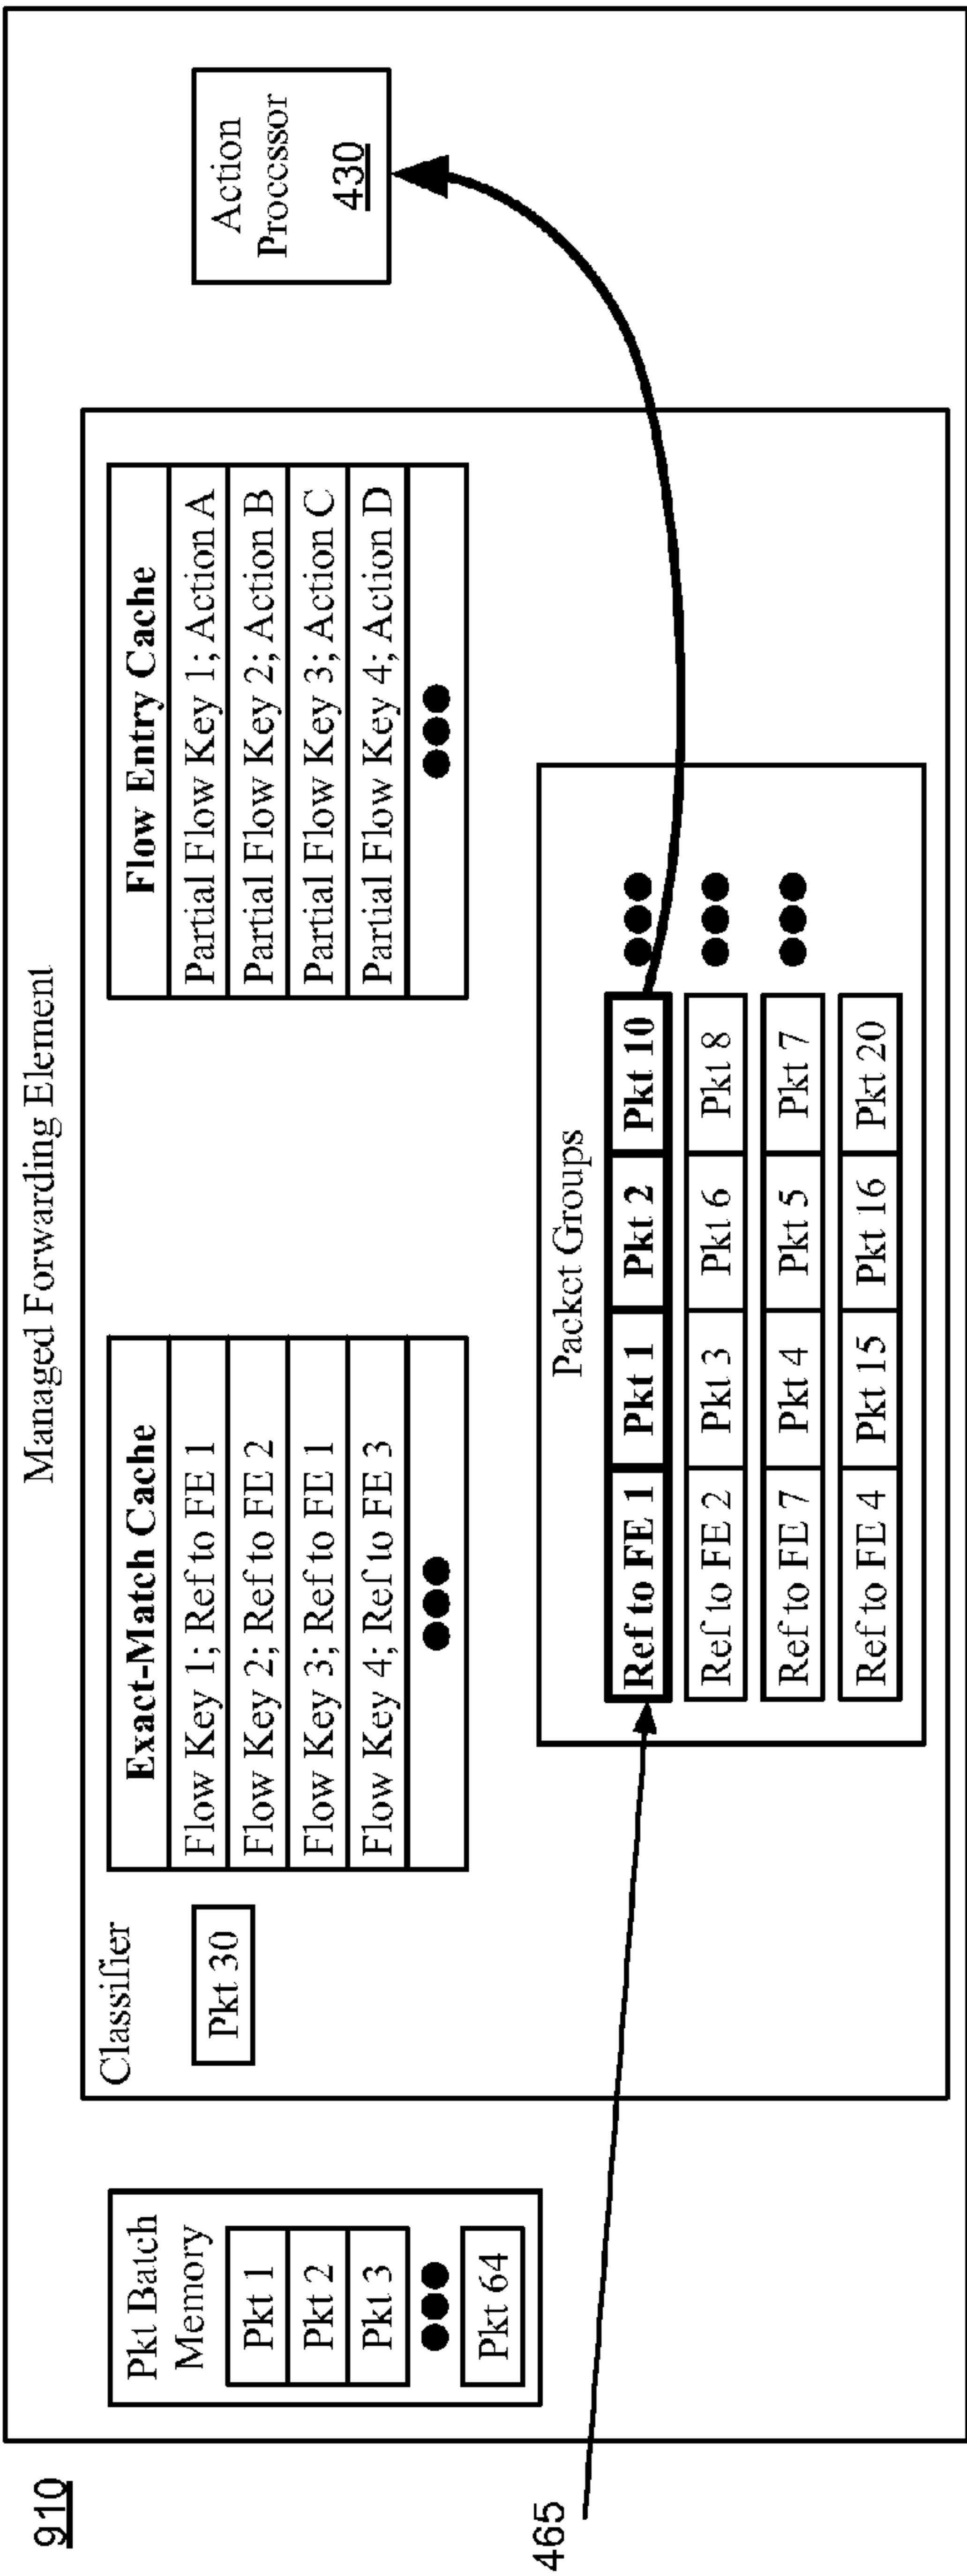 910
Managed Forwarding Element
Pkt Batch
Memory
Pkt 1
Pkt 2
Pkt 3
Pkt 64
Classifier
Pkt 30
Exact-Match Cache
Flow Key 1; Ref to FE 1
Flow Key 2; Ref to FE 2
Flow Key 3; Ref to FE 1
Flow Key 4; Ref to FE 3
Flow Entry Cache
Partial Flow Key 1; Action A
Partial Flow Key 2; Action B
Partial Flow Key 3; Action C
Partial Flow Key 4; Action D
Action
Processor
430
465
Packet Groups
Ref to FE 1 Pkt 1 Pkt 2 Pkt 10
Ref to FE 2 Pkt 3 Pkt 6 Pkt 8
Ref to FE 7 Pkt 4 Pkt 5 Pkt 7
Ref to FE 4 Pkt 15 Pkt 16 Pkt 20